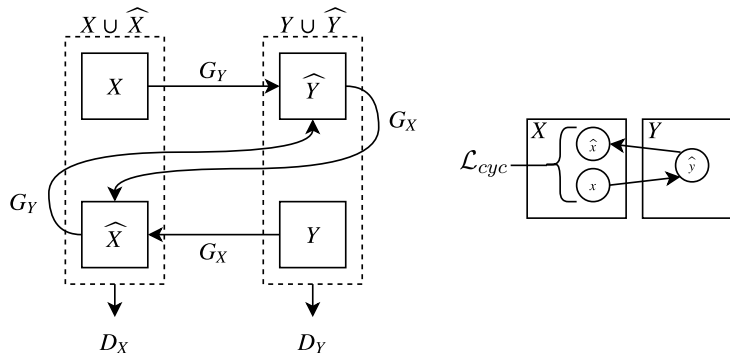 X ∪ X̂
Y ∪ Ŷ
X
G_Y
Ŷ
G_X
G_Y
X̂
G_X
Y
D_X
D_Y
X
Y
ℒ_cyc
x̂
ŷ
x